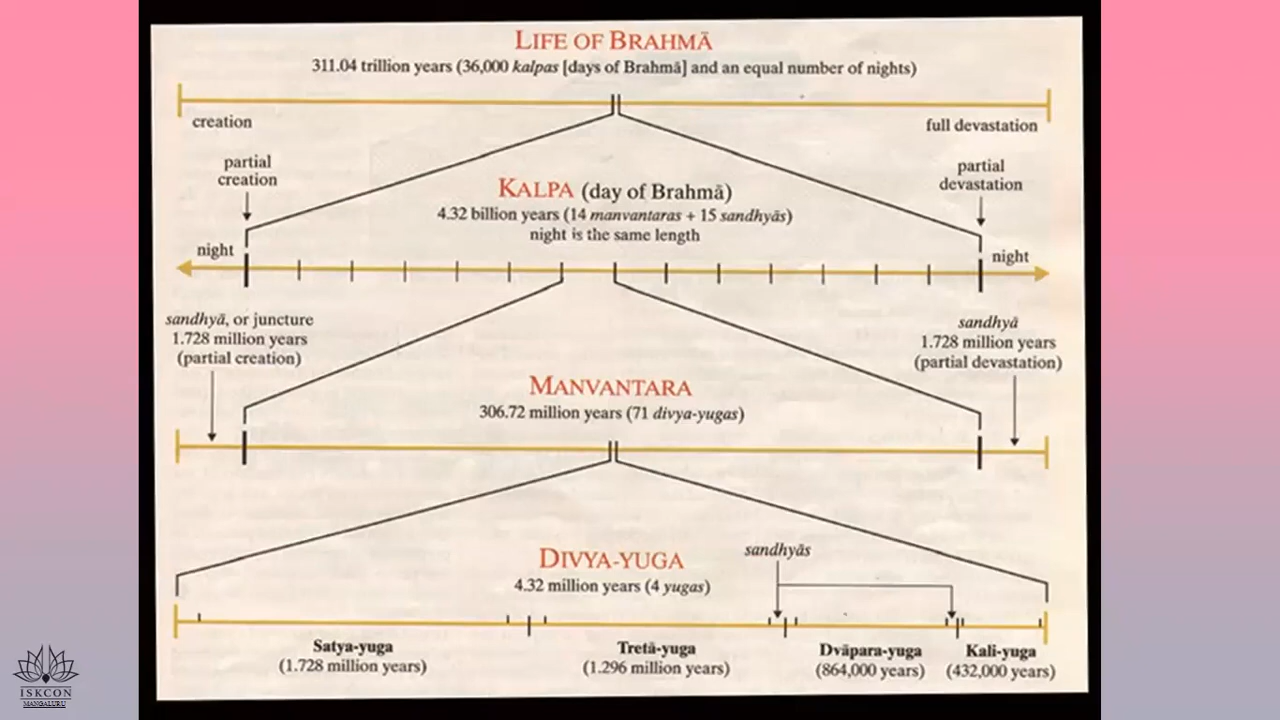 LIFE OF BRAHMĀ
311.04 trillion years (36,000 kalpas [days of Brahmā] and an equal number of nights)
creation
full devastation
partial
creation
partial
devastation
KALPA (day of Brahmā)
4.32 billion years (14 manvantaras + 15 sandhyās)
night is the same length
night
night
sandhyā, or juncture
1.728 million years
(partial creation)
sandhyā
1.728 million years
(partial devastation)
MANVANTARA
306.72 million years (71 divya-yugas)
DIVYA-YUGA
4.32 million years (4 yugas)
sandhyās
Satya-yuga
(1.728 million years)
Tretā-yuga
(1.296 million years)
Dvāpara-yuga
(864,000 years)
Kali-yuga
(432,000 years)
ISKCON
MANGALURU